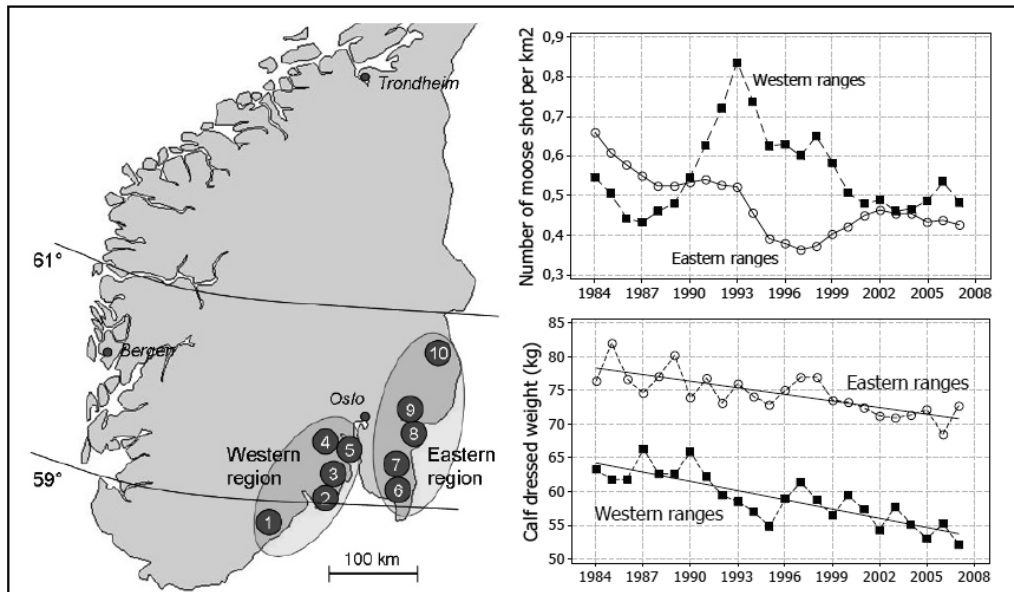 Trondheim
61°
Bergen
Oslo
10
9
8
4
5
Western
region
3
7
Eastern
region
59°
2
6
1
100 km
Number of moose shot per km2
0,9
0,8
0,7
0,6
0,5
0,4
0,3
Western ranges
Eastern ranges
1984 1987 1990 1993 1996 1999 2002 2005 2008
Calf dressed weight (kg)
85
80
75
70
65
60
55
50
Eastern ranges
Western ranges
1984 1987 1990 1993 1996 1999 2002 2005 2008